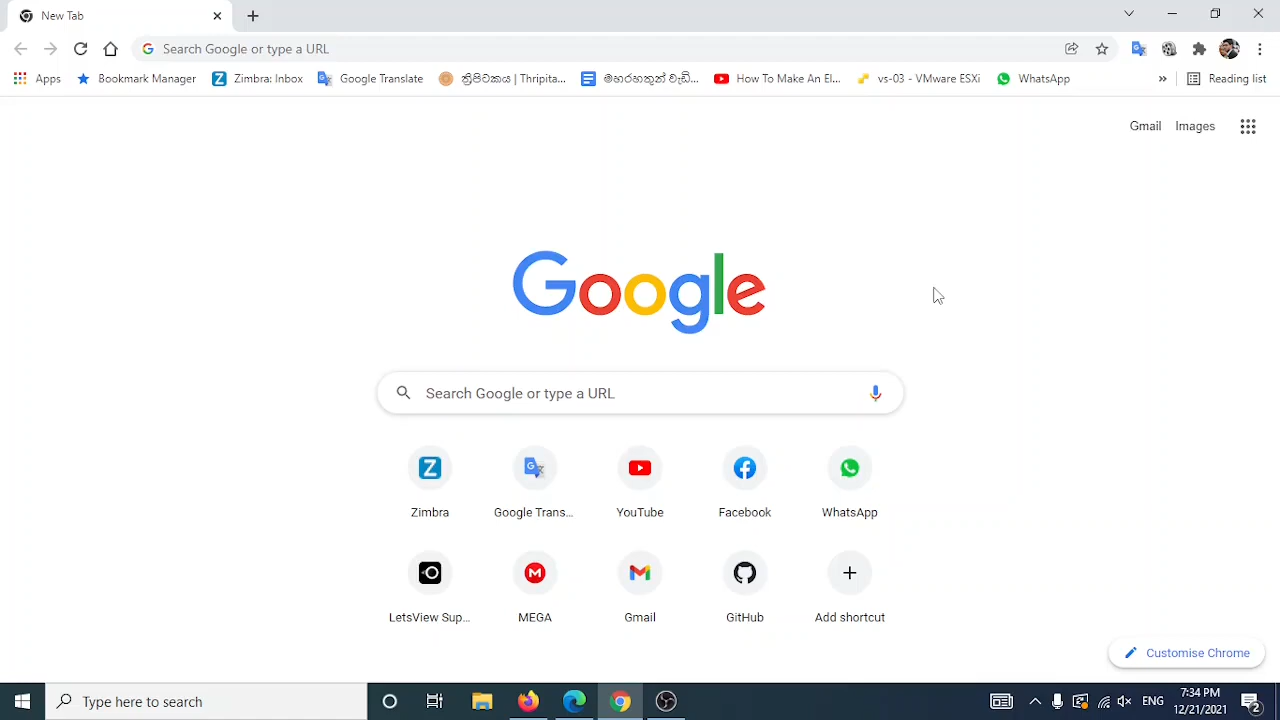 New Tab
Search Google or type a URL
Apps
Bookmark Manager
Zimbra: Inbox
Google Translate
ත්‍රිපිටකය | Thripita...
මහරහතුන් වැඩි...
How To Make An El...
vs-03 - VMware ESXi
WhatsApp
Reading list
Gmail
Images
Google
Search Google or type a URL
Zimbra
Google Trans...
YouTube
Facebook
WhatsApp
LetsView Sup...
MEGA
Gmail
GitHub
Add shortcut
Customise Chrome
Type here to search
ENG
7:34 PM
12/21/2021
2